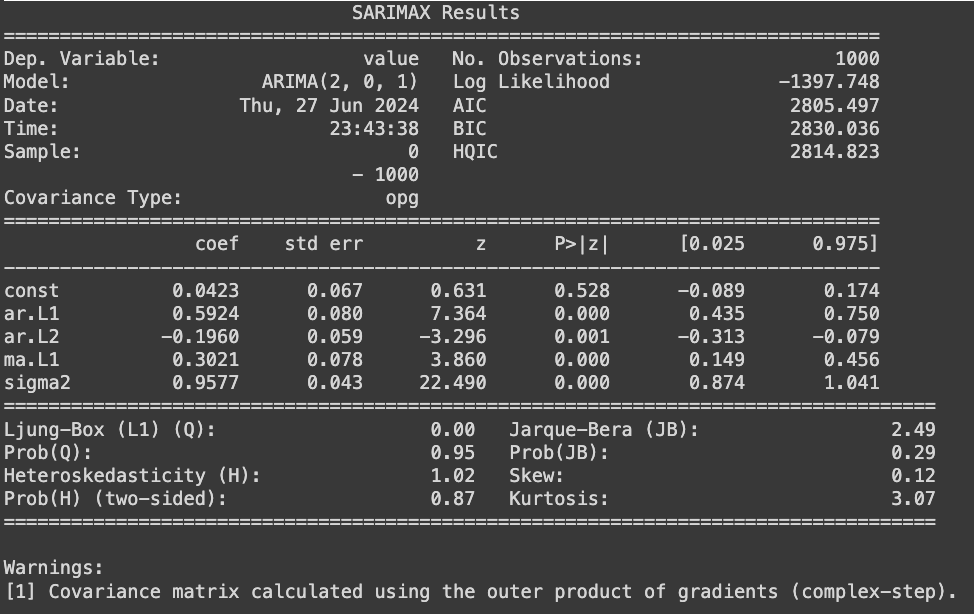 SARIMAX Results
==============================================================================
Dep. Variable:                  value   No. Observations:                 1000
Model:                 ARIMA(2, 0, 1)   Log Likelihood               -1397.748
Date:                Thu, 27 Jun 2024   AIC                           2805.497
Time:                        23:43:38   BIC                           2830.036
Sample:                             0   HQIC                          2814.823
- 1000
Covariance Type:                  opg
==============================================================================
coef    std err          z      P>|z|      [0.025      0.975]
------------------------------------------------------------------------------
const          0.0423      0.067      0.631      0.528      -0.089       0.174
ar.L1          0.5924      0.080      7.364      0.000       0.435       0.750
ar.L2         -0.1960      0.059     -3.296      0.001      -0.313      -0.079
ma.L1          0.3021      0.078      3.860      0.000       0.149       0.456
sigma2         0.9577      0.043     22.490      0.000       0.874       1.041
===================================================================================
Ljung-Box (L1) (Q):                   0.00   Jarque-Bera (JB):                 2.49
Prob(Q):                              0.95   Prob(JB):                         0.29
Heteroskedasticity (H):               1.02   Skew:                             0.12
Prob(H) (two-sided):                  0.87   Kurtosis:                         3.07
===================================================================================
Warnings:
[1] Covariance matrix calculated using the outer product of gradients (complex-step).